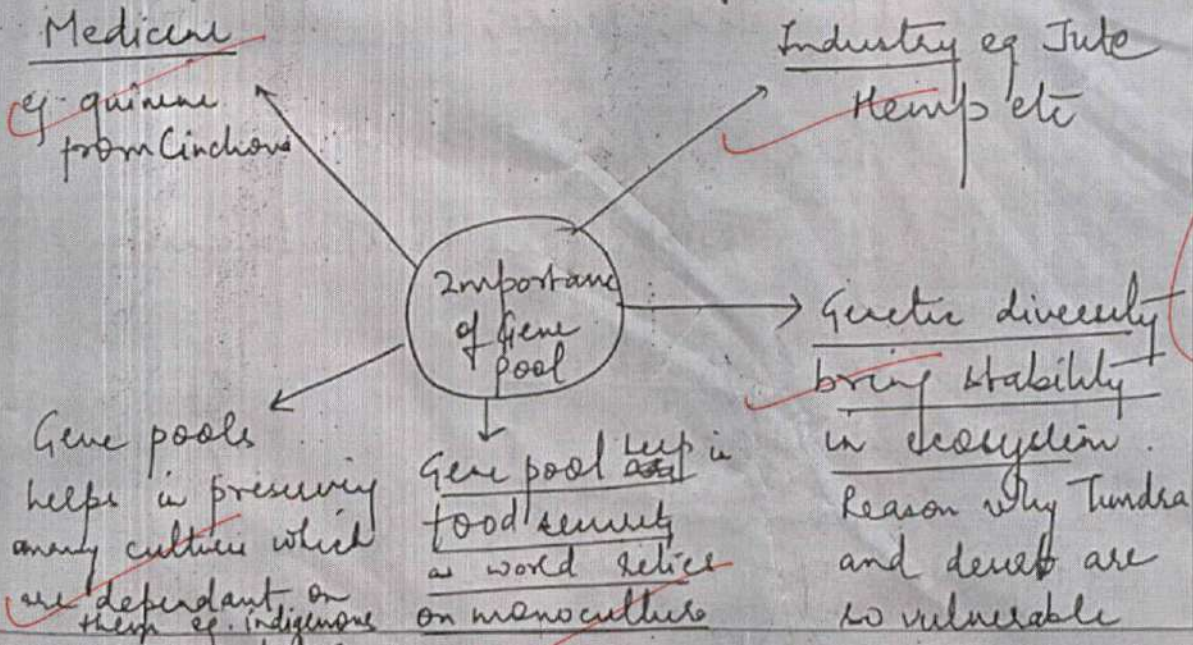 Medicinal
eg quinine
from Cinchona
Industry eg Jute
Hemp etc
Importance
of Gene
pool
Genetic diversity
bring stability
in ecosystem.
Reason why Tundra
and desert are
so vulnerable
Gene pool help in
food security
as world relies
on monoculture
Gene pools
helps in preserving
many cultures which
are dependant on
them eg. indigenous